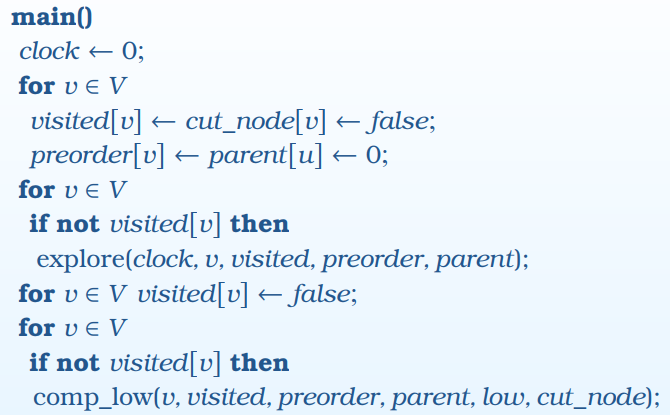 main()
clock ← 0;
for v ∈ V
visited[v] ← cut_node[v] ← false;
preorder[v] ← parent[u] ← 0;
for v ∈ V
if not visited[v] then
explore(clock, v, visited, preorder, parent);
for v ∈ V visited[v] ← false;
for v ∈ V
if not visited[v] then
comp_low(v, visited, preorder, parent, low, cut_node);